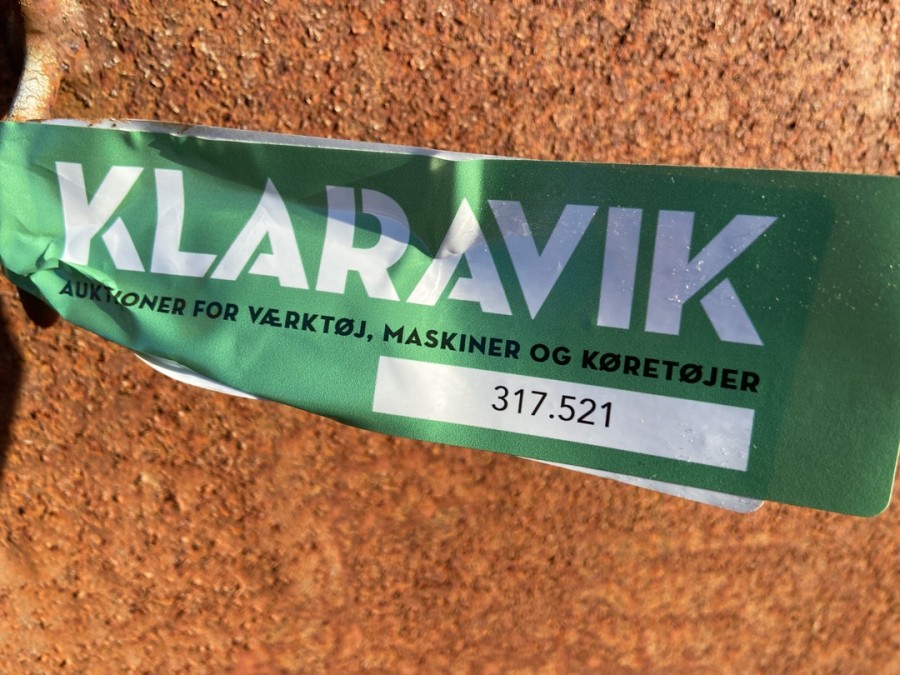 KLARAVIK
AUKTIONER FOR VÆRKTØJ, MASKINER OG KØRETØJER
317.521